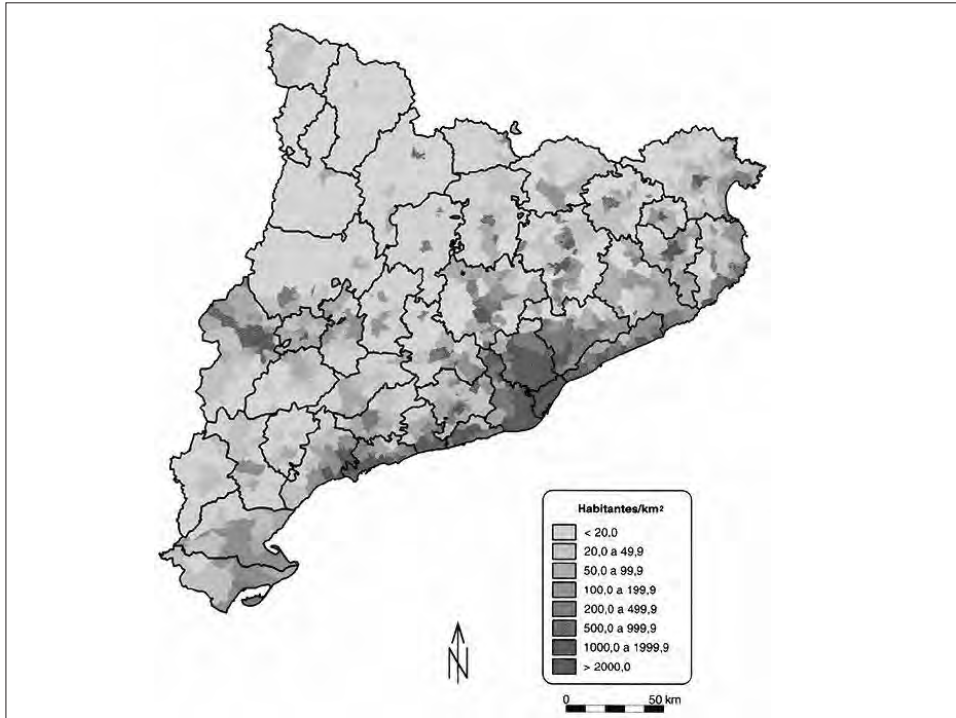 Habitantes/km²
< 20,0
20,0 a 49,9
50,0 a 99,9
100,0 a 199,9
200,0 a 499,9
500,0 a 999,9
1000,0 a 1999,9
> 2000,0
N
0 50 km